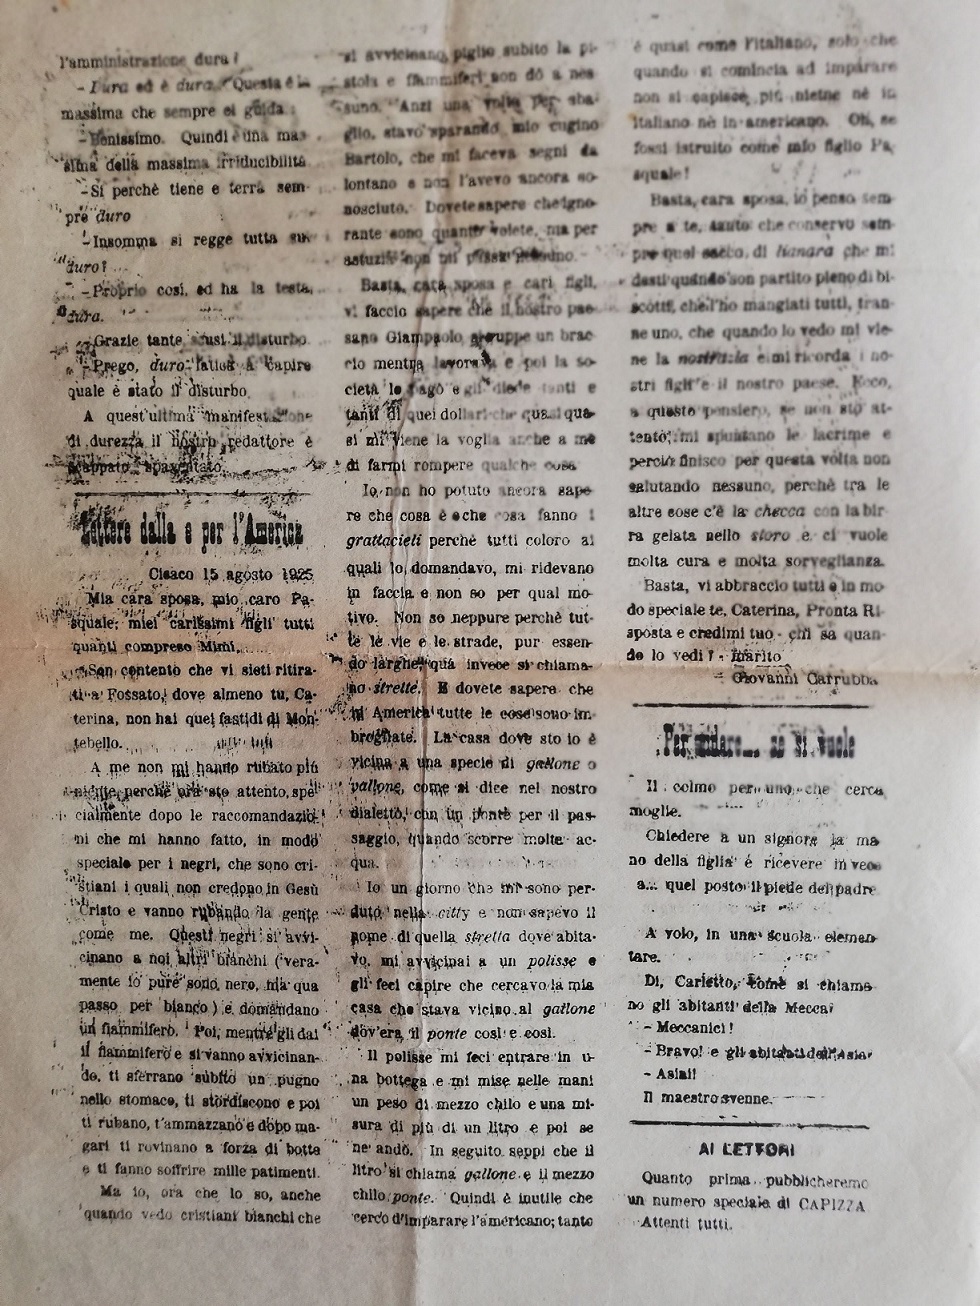 l'amministrazione dura!
- Dura ed è dura. Questa è la
massima che sempre ci guida
- Benissimo. Quindi è una mas
sima della massima irriducibilità
- Si perchè tiene e terrà sem-
pre duro
- Insomma si regge tutta sul
duro!
- Proprio così, ed ha la testa,
dura.
- Grazie tante, scusi il disturbo
- Prego, duro fatica a capire
quale è stato il disturbo
A quest'ultima manifestazione
di durezza il nostro redattore è
scappato spaventato.
Lettere dalla e per l'America
Cisaco 15 agosto 1925
Mia cara sposa, mio caro Pa-
squale, miei carissimi figli tutti
quanti compreso Mimì,
Son contento che vi sieti ritira-
ti a Fossato, dove almeno tu, Ca-
terina, non hai quei fastidi di Mon-
tebello.
A me non mi hanno rubato più
niente, perchè ora sto attento, spe-
cialmente dopo le raccomandazio-
ni che mi hanno fatto, in modo
speciale per i negri, che sono cri-
stiani i quali non credono in Gesù
Cristo e vanno rubando la gente
come me. Questi negri si avvi-
cinano a noi altri bianchi (vera-
mente io pure sono nero, ma qua
passo per bianco) e domandano
un fiammifero. Poi, mentre gli dai
il fiammifero e si vanno avvicinan-
do, ti sferrano subito un pugno
nello stomaco, ti stordiscono e poi
ti rubano, t'ammazzano e dopo ma-
gari ti rovinano a forza di botte
e ti fanno soffrire mille patimenti.
Ma io, ora che lo so, anche
quando vedo cristiani bianchi che
si avvicinano, piglio subito la pi-
stola e fiammiferi non dò a nes
suno. Anzi una volta per sba-
glio, stavo sparando mio cugino
Bartolo, che mi faceva segni da
lontano e non l'avevo ancora co-
nosciuto. Dovete sapere che igno-
rante sono quanto volete, ma per
astuzia non mi
Basta, cara sposa e cari figli,
vi faccio sapere che il nostro pae-
sano Giampaolo si ruppe un brac
cio mentre lavorava e poi la so-
cietà lo pagò e gli diede tanti e
tanti di quei dollari che quasi qua-
si mi viene la voglia anche a me
di farmi rompere qualche cosa
Io non ho potuto ancora sape-
re che cosa è e che cosa fanno i
grattacieli perchè tutti coloro ai
quali lo domandavo, mi ridevano
in faccia e non so per qual mo-
tivo. Non so neppure perchè tut-
te le vie e le strade, pur essen-
do larghe, qua invece si chiama-
no strette. E dovete sapere che
in America tutte le cose sono im-
brogliate. La casa dove sto io è
vicina a una specie di gallone o
vallone, come si dice nel nostro
dialetto, con un ponte per il pas-
saggio, quando scorre molta ac-
qua.
Io un giorno che mi sono per-
duto nella citty e non sapevo il
nome di quella stretta dove abita-
vo, mi avvicinai a un polisse e
gli feci capire che cercavo la mia
casa che stava vicino al gallone
dov'era il ponte così e così.
Il polisse mi feci entrare in u-
na bottega e mi mise nelle mani
un peso di mezzo chilo e una mi-
sura di più di un litro e poi se
ne andò. In seguito seppi che il
litro si chiama gallone e il mezzo
chilo ponte. Quindi è inutile che
cerco d'imparare l'americano; tanto
è quasi come l'italiano, solo che
quando si comincia ad imparare
non si capisce più niente nè in
italiano nè in americano. Oh, se
fossi istruito come mio figlio Pa
squale!
Basta, cara sposa, io penso sem
pre a te, tanto che conservo sem
pre quel sacco di lunara che mi
desti quando son partito pieno di bi-
scotti, che l'ho mangiati tutti, tran-
ne uno, che quando lo vedo mi vie-
ne la nostrazia e mi ricorda i no-
stri figli e il nostro paese. Ecco,
a questo pensiero, se non sto at-
tento, mi spuntano le lacrime e
perciò finisco per questa volta non
salutando nessuno, perchè tra le
altre cose c'è la checca con la bir
ra gelata nello storo e ci vuole
molta cura e molta sorveglianza.
Basta, vi abbraccio tutti e in mo
do speciale te, Caterina, Pronta Ri
sposta e credimi tuo - chi sa quan-
do lo vedi? - marito
- Giovanni Carrubba
Per ridere... se si vuole
Il colmo per uno che cerca
moglie.
Chiedere a un signore la ma
no della figlia e ricevere in vece
a... quel posto il piede del padre
A volo, in una scuola elemen
tare.
Di, Carletto, come si chiama
no gli abitanti della Mecca?
- Meccanici!
- Bravo! e gli abitanti dell'Asia?
- Asili!
Il maestro svenne.
AI LETTORI
Quanto prima pubblicheremo
un numero speciale di CAPIZZA
Attenti tutti.